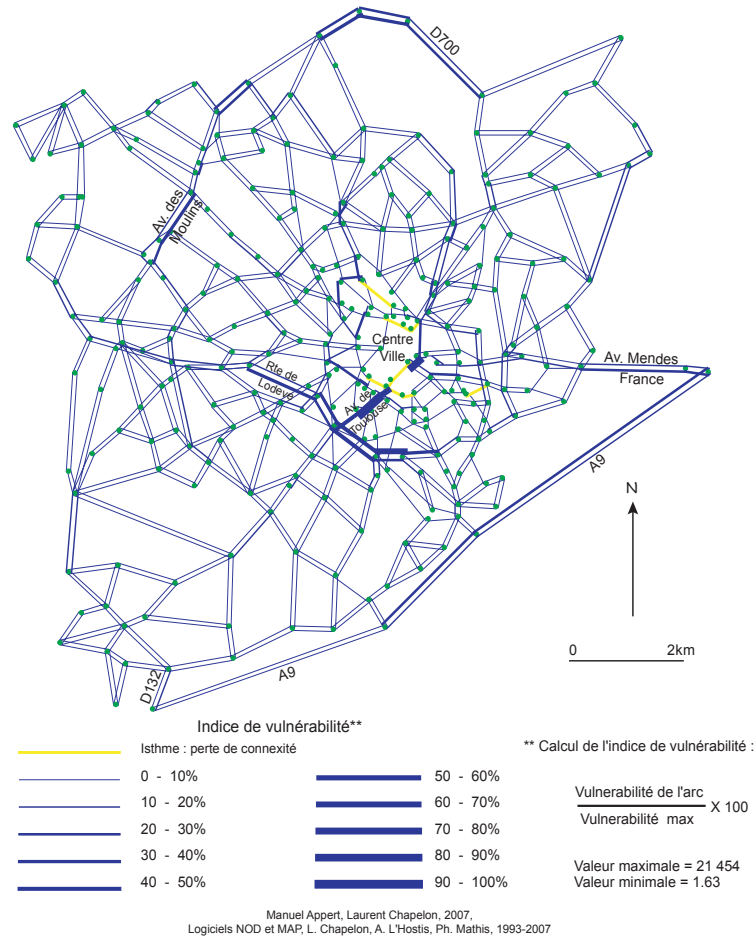 D700
Av. des
Moulins
Centre
Ville
Rte de
Lodeve
Av. de
Toulouse
Av. Mendes
France
A9
N
0 2km
A9
D132
Indice de vulnérabilité**
Isthme : perte de connexité
0 - 10%
10 - 20%
20 - 30%
30 - 40%
40 - 50%
50 - 60%
60 - 70%
70 - 80%
80 - 90%
90 - 100%
** Calcul de l'indice de vulnérabilité :
Vulnerabilité de l'arc
Vulnerabilité max
X 100
Valeur maximale = 21 454
Valeur minimale = 1.63
Manuel Appert, Laurent Chapelon, 2007,
Logiciels NOD et MAP, L. Chapelon, A. L'Hostis, Ph. Mathis, 1993-2007